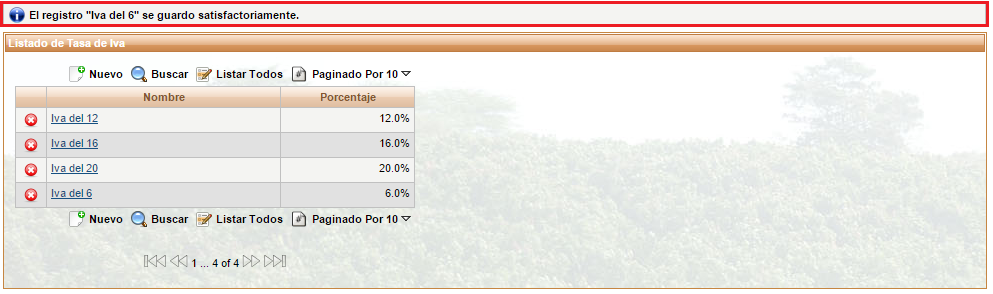 El registro "Iva del 6" se guardo satisfactoriamente.
Listado de Tasa de Iva
Nuevo Buscar Listar Todos # Paginado Por 10
Nombre Porcentaje
Iva del 12 12.0%
Iva del 16 16.0%
Iva del 20 20.0%
Iva del 6 6.0%
Nuevo Buscar Listar Todos # Paginado Por 10
1 ... 4 of 4